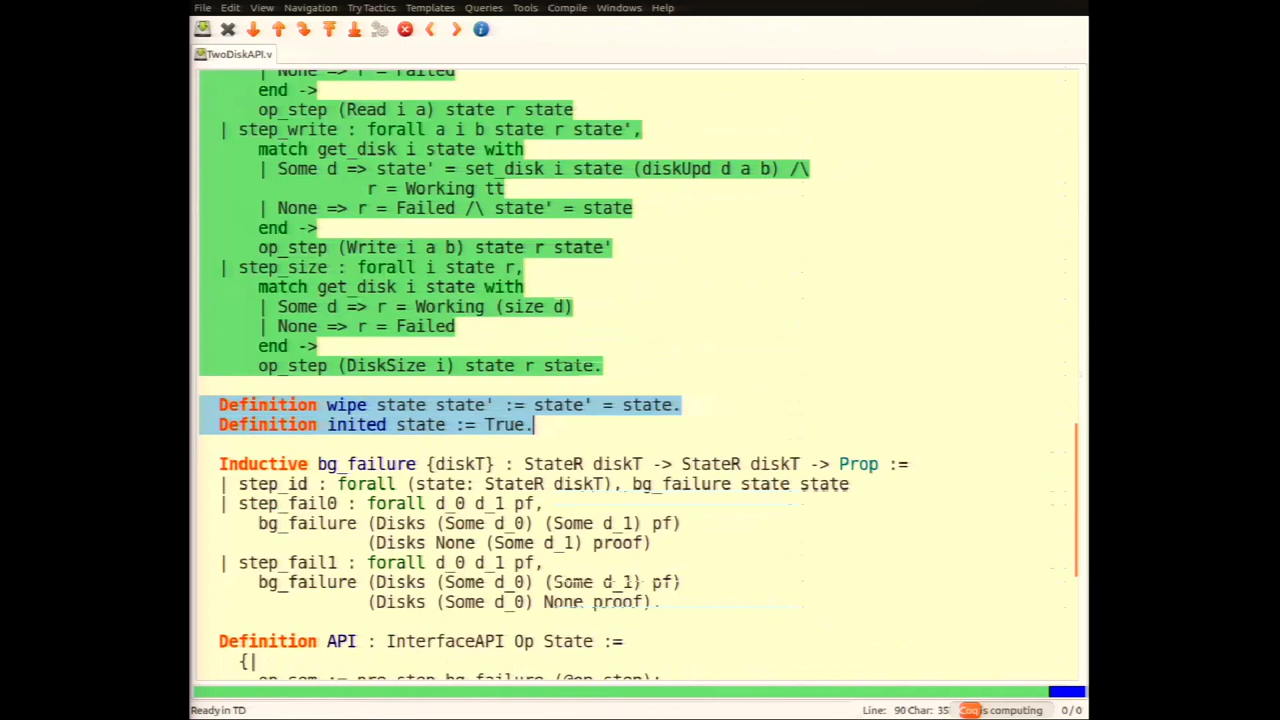 File Edit View Navigation Try Tactics Templates Queries Tools Compile Windows Help
TwoDiskAPI.v
| None => r = Failed
end ->
op_step (Read i a) state r state
| step_write : forall a i b state r state',
match get_disk i state with
| Some d => state' = set_disk i state (diskUpd d a b) /\
r = Working tt
| None => r = Failed /\ state' = state
end ->
op_step (Write i a b) state r state'
| step_size : forall i state r,
match get_disk i state with
| Some d => r = Working (size d)
| None => r = Failed
end ->
op_step (DiskSize i) state r state.
Definition wipe state state' := state' = state.
Definition inited state := True.
Inductive bg_failure {diskT} : StateR diskT -> StateR diskT -> Prop :=
| step_id : forall (state: StateR diskT), bg_failure state state
| step_fail0 : forall d_0 d_1 pf,
bg_failure (Disks (Some d_0) (Some d_1) pf)
(Disks None (Some d_1) proof)
| step_fail1 : forall d_0 d_1 pf,
bg_failure (Disks (Some d_0) (Some d_1) pf)
(Disks (Some d_0) None proof).
Definition API : InterfaceAPI Op State :=
{|
op_sem := pre_step bg_failure (@op_step);
Ready in TD Line: 90 Char: 35 Coq is computing 0/0